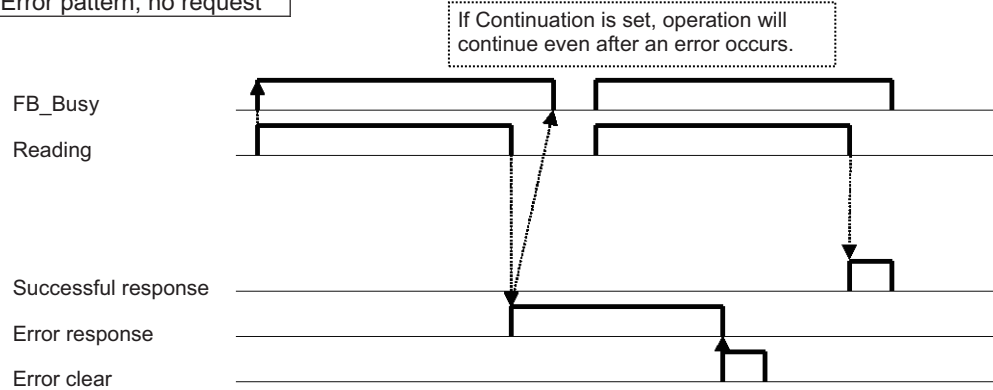 Error pattern, no request
If Continuation is set, operation will
continue even after an error occurs.
FB_Busy
Reading
Successful response
Error response
Error clear